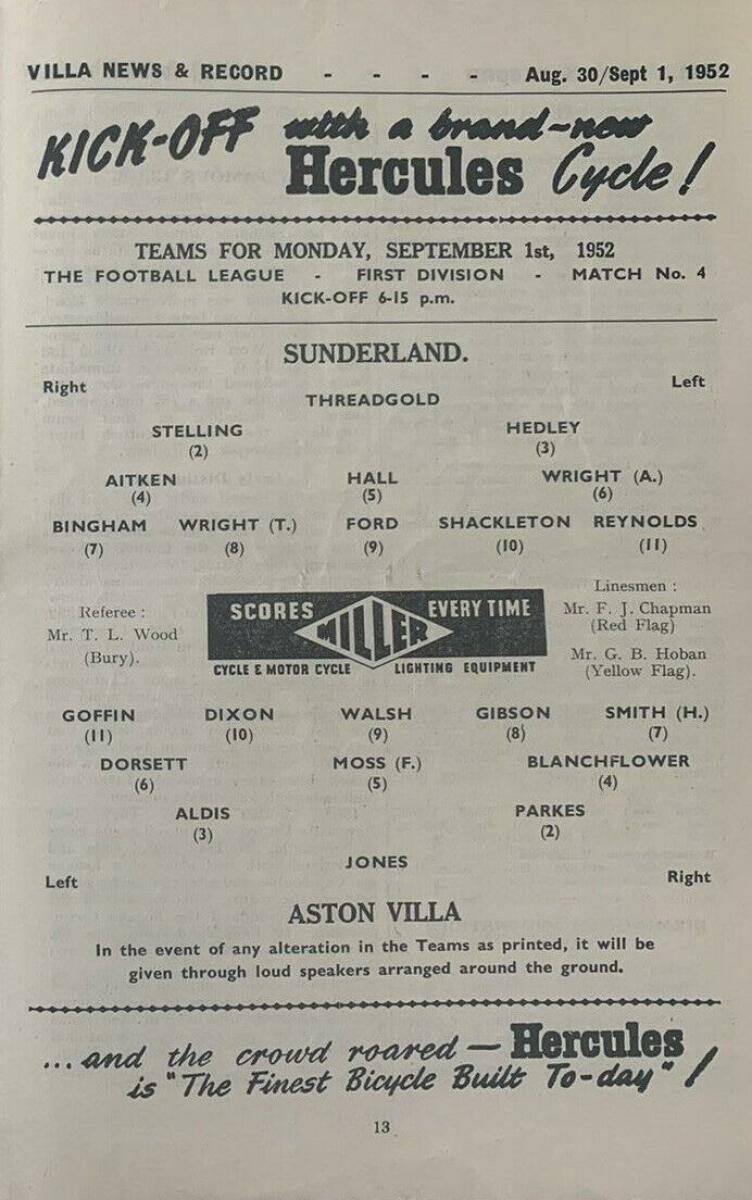 VILLA NEWS & RECORD - - - - Aug. 30/Sept 1, 1952
KICK-OFF with a brand-new
Hercules Cycle!
TEAMS FOR MONDAY, SEPTEMBER 1st, 1952
THE FOOTBALL LEAGUE - FIRST DIVISION - MATCH No. 4
KICK-OFF 6-15 p.m.
SUNDERLAND.
Right Left
THREADGOLD
STELLING HEDLEY
(2) (3)
AITKEN HALL WRIGHT (A.)
(4) (5) (6)
BINGHAM WRIGHT (T.) FORD SHACKLETON REYNOLDS
(7) (8) (9) (10) (11)
Referee :
Mr. T. L. Wood
(Bury).
SCORES MILLER EVERY TIME
CYCLE & MOTOR CYCLE LIGHTING EQUIPMENT
Linesmen :
Mr. F. J. Chapman
(Red Flag)
Mr. G. B. Hoban
(Yellow Flag).
GOFFIN DIXON WALSH GIBSON SMITH (H.)
(11) (10) (9) (8) (7)
DORSETT MOSS (F.) BLANCHFLOWER
(6) (5) (4)
ALDIS PARKES
(3) (2)
JONES
Left Right
ASTON VILLA
In the event of any alteration in the Teams as printed, it will be
given through loud speakers arranged around the ground.
...and the crowd roared — Hercules
is "The Finest Bicycle Built To-day" !
13